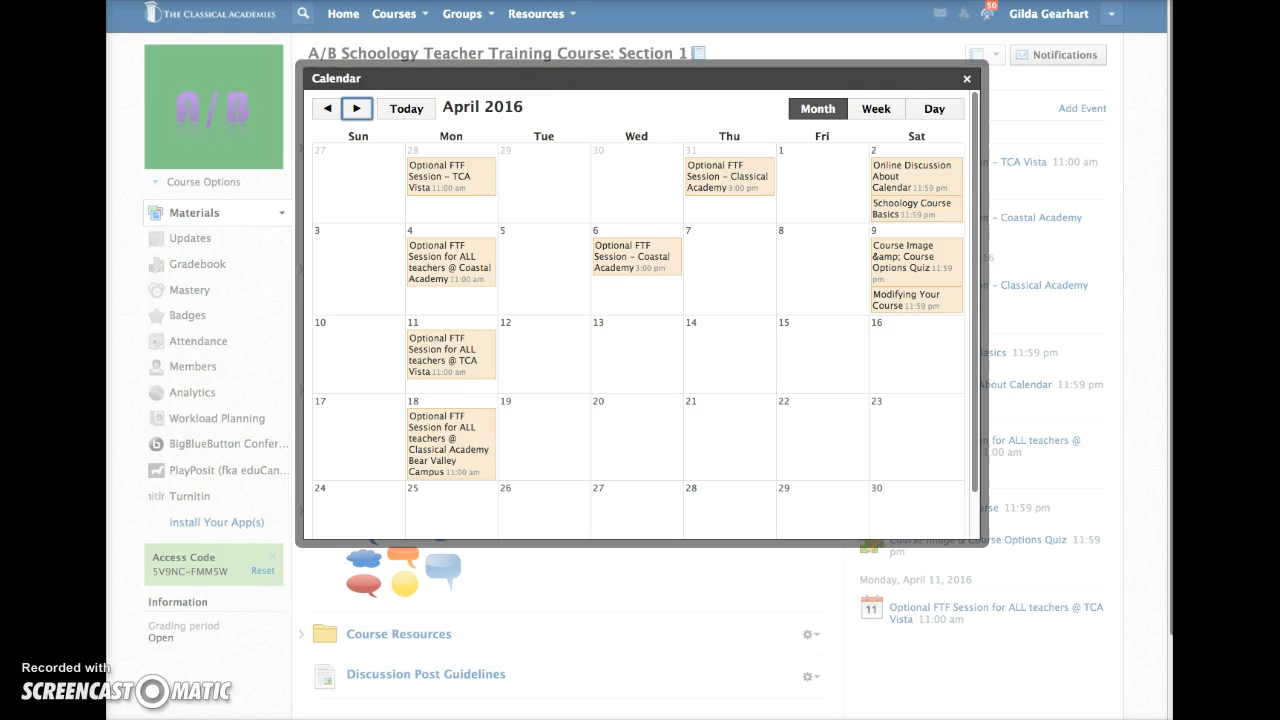 THE CLASSICAL ACADEMIES
Home Courses Groups Resources
50
Gilda Gearhart
A/B
A/B Schoology Teacher Training Course: Section 1
Notifications
Add Event
Calendar
Today
April 2016
Month Week Day
Sun Mon Tue Wed Thu Fri Sat
27 28 29 30 31 1 2
Optional FTF
Session - TCA
Vista 11:00 am
Optional FTF
Session - Classical
Academy 3:00 pm
Online Discussion
About
Calendar 11:59 pm
Schoology Course
Basics 11:59 pm
3 4 5 6 7 8 9
Optional FTF
Session for ALL
teachers @ Coastal
Academy 11:00 am
Optional FTF
Session - Coastal
Academy 3:00 pm
Course Image
&amp; Course
Options Quiz 11:59
pm
Modifying Your
Course 11:59 pm
10 11 12 13 14 15 16
Optional FTF
Session for ALL
teachers @ TCA
Vista 11:00 am
17 18 19 20 21 22 23
Optional FTF
Session for ALL
teachers @
Classical Academy
Bear Valley
Campus 11:00 am
24 25 26 27 28 29 30
Course Options
Materials
Updates
Gradebook
Mastery
Badges
Attendance
Members
Analytics
Workload Planning
BigBlueButton Confer...
PlayPosit (fka eduCan...
Turnitin
Install Your App(s)
Access Code
5V9NC-FMM5W Reset
Information
Grading period
Open
Course Resources
Discussion Post Guidelines
- TCA Vista 11:00 am
- Coastal Academy
16
- Classical Academy
11:59 pm
About Calendar 11:59 pm
for ALL teachers @
:00 am
11:59 pm
Course Image & Course Options Quiz 11:59
pm
Monday, April 11, 2016
11
Optional FTF Session for ALL teachers @ TCA
Vista 11:00 am
Recorded with
SCREENCAST-O-MATIC